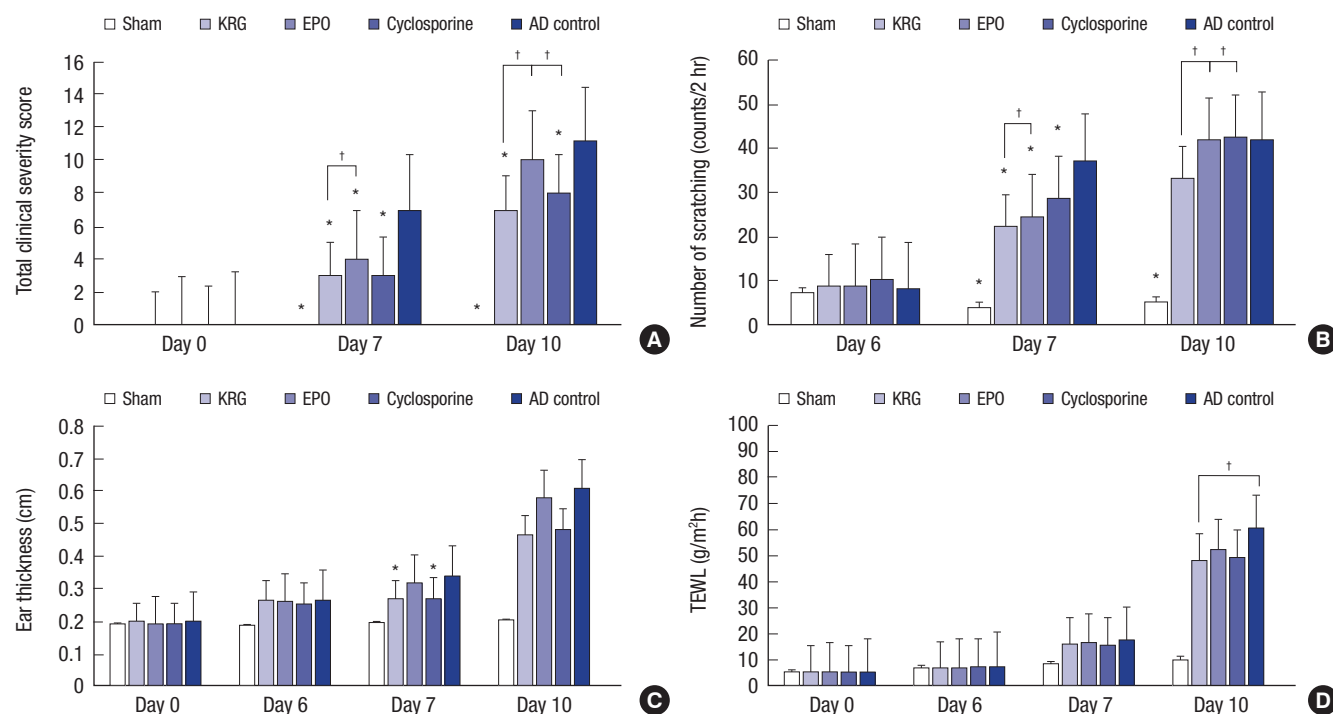 Sham KRG EPO Cyclosporine AD control
Total clinical severity score
16
14
12
10
8
6
4
2
0
* * † * *
* * † † *
Day 0 Day 7 Day 10
A
Sham KRG EPO Cyclosporine AD control
Number of scratching (counts/2 hr)
60
50
40
30
20
10
0
* * † * *
* † †
Day 6 Day 7 Day 10
B
Sham KRG EPO Cyclosporine AD control
Ear thickness (cm)
0.8
0.7
0.6
0.5
0.4
0.3
0.2
0.1
0
* *
Day 0 Day 6 Day 7 Day 10
C
Sham KRG EPO Cyclosporine AD control
TEWL (g/m²h)
100
90
80
70
60
50
40
30
20
10
0
†
Day 0 Day 6 Day 7 Day 10
D